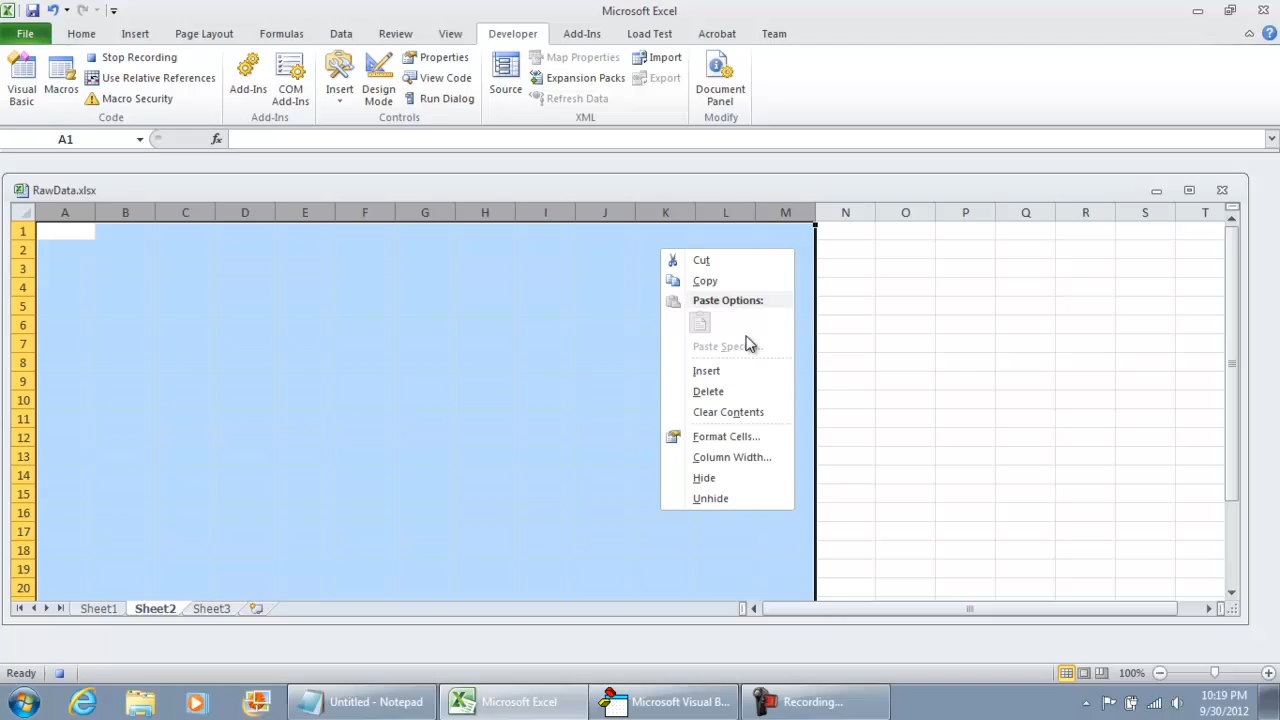 Microsoft Excel
File Home Insert Page Layout Formulas Data Review View Developer Add-Ins Load Test Acrobat Team
Visual Basic
Macros
Stop Recording
Use Relative References
Macro Security
Code
Add-Ins
COM Add-Ins
Add-Ins
Insert
Design Mode
Properties
View Code
Run Dialog
Controls
Source
Map Properties
Expansion Packs
Refresh Data
Import
Export
XML
Document Panel
Modify
A1
fx
RawData.xlsx
A B C D E F G H I J K L M N O P Q R S T
1
2
3
4
5
6
7
8
9
10
11
12
13
14
15
16
17
18
19
20
Cut
Copy
Paste Options:
Paste Spec
Insert
Delete
Clear Contents
Format Cells...
Column Width...
Hide
Unhide
Sheet1 Sheet2 Sheet3
Ready
100%
Untitled - Notepad
Microsoft Excel
Microsoft Visual B...
Recording...
10:19 PM
9/30/2012